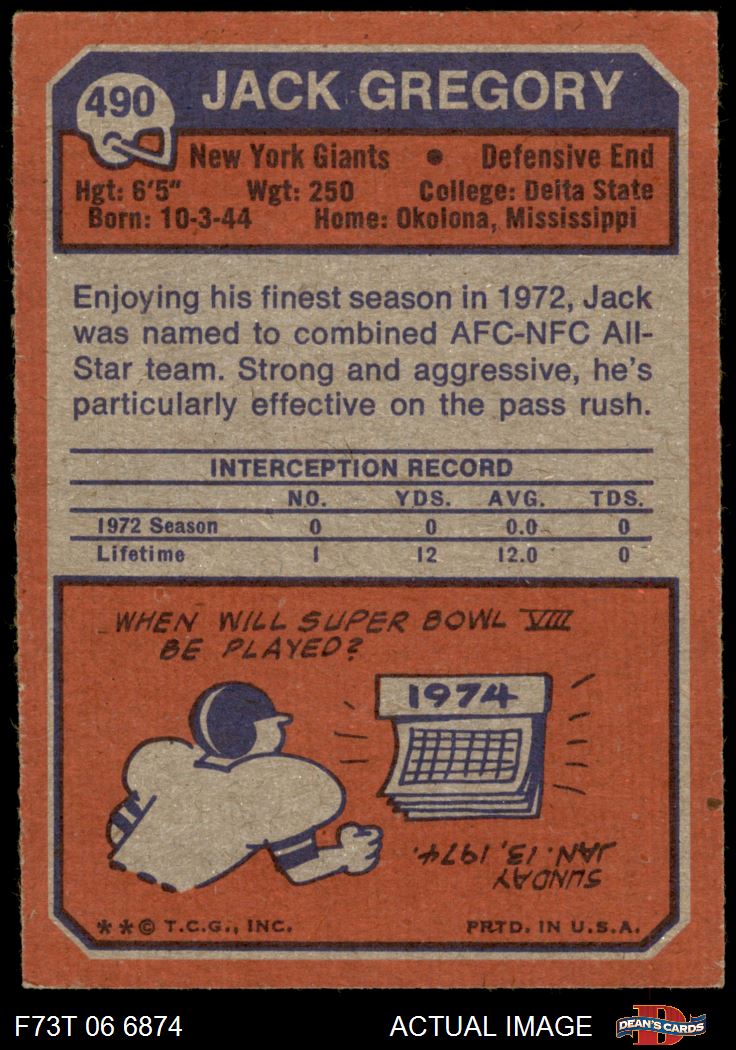 490
JACK GREGORY
New York Giants • Defensive End
Hgt: 6'5" Wgt: 250 College: Delta State
Born: 10-3-44 Home: Okolona, Mississippi
Enjoying his finest season in 1972, Jack
was named to combined AFC-NFC All-
Star team. Strong and aggressive, he's
particularly effective on the pass rush.
INTERCEPTION RECORD
NO. YDS. AVG. TDS.
1972 Season 0 0 0.0 0
Lifetime 1 12 12.0 0
WHEN WILL SUPER BOWL VIII
BE PLAYED?
1974
SUNDAY
JAN. 13, 1974.
**© T.C.G., INC. PRTD. IN U.S.A.
F73T 06 6874 ACTUAL IMAGE D DEAN'S CARDS